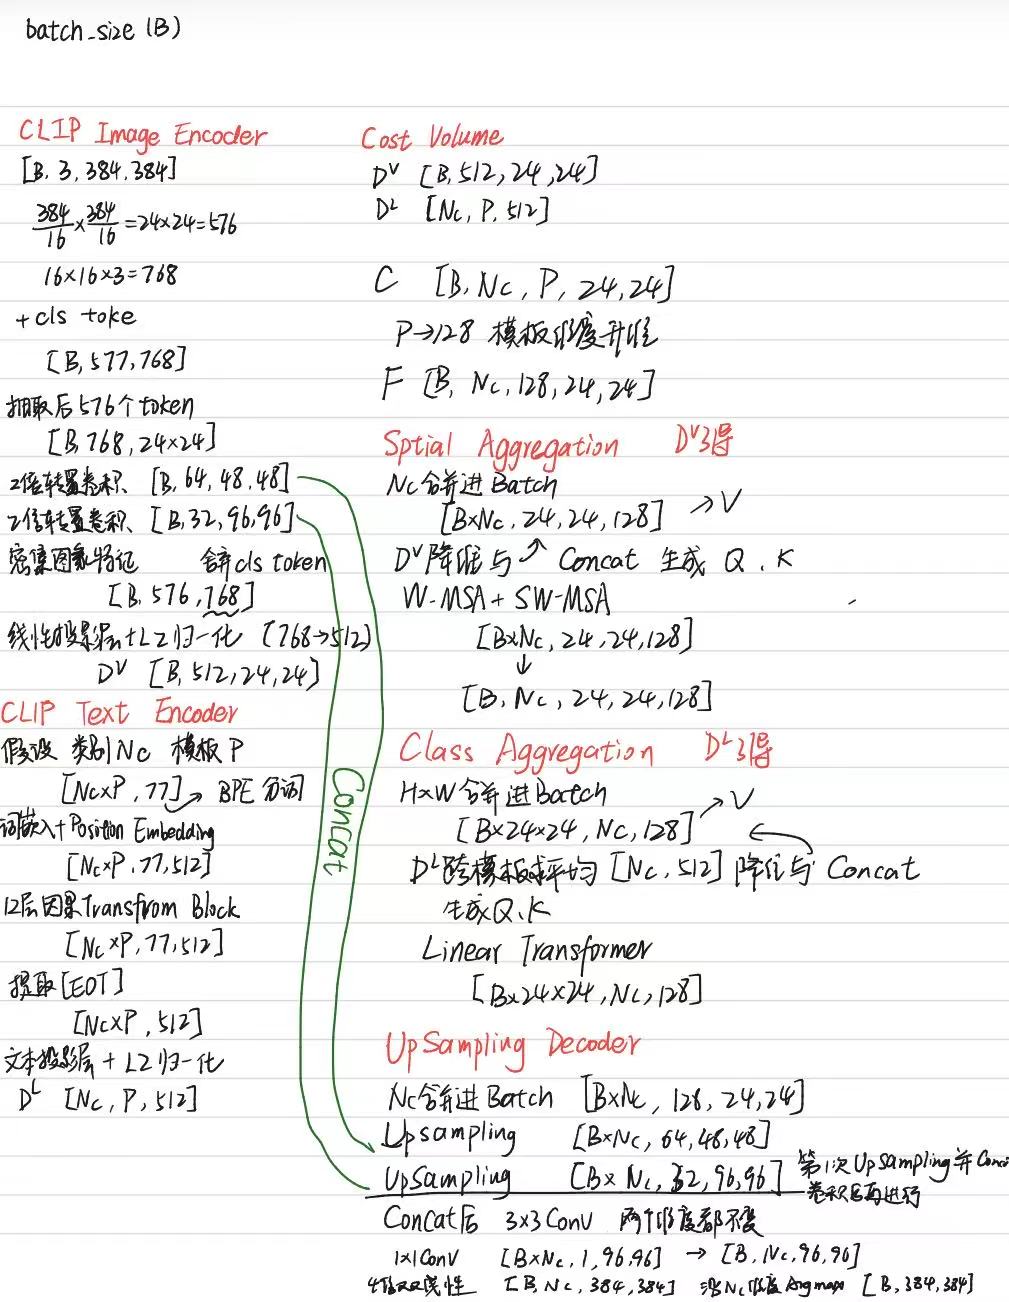 batch_size (B)
CLIP Image Encoder
[B, 3, 384, 384]
384/16 × 384/16 = 24×24 = 576
16×16×3=768
+ cls toke
[B, 577, 768]
抽取后576个token
[B, 768, 24×24]
2倍转置卷积、 [B, 64, 48, 48]
2倍转置卷积、 [B, 32, 96, 96]
密集图象特征 舍弃cls token
[B, 576, 768]
线性投影层+L2归一化 (768→512)
Dᵛ [B, 512, 24, 24]
CLIP Text Encoder
假设 类别Nc 模板P
[Nc×P, 77] BPE 分词
词嵌入+Position Embedding
[Nc×P, 77, 512]
12层因果Transfrom Block
[Nc×P, 77, 512]
提取[EOT]
[Nc×P, 512]
文本投影层 + L2归一化
Dᴸ [Nc, P, 512]
Concat
Cost Volume
Dᵛ [B, 512, 24, 24]
Dᴸ [Nc, P, 512]
C [B, Nc, P, 24, 24]
P→128 模板维度升维
F [B, Nc, 128, 24, 24]
Sptial Aggregation Dᵛ引导
Nc合并进Batch
[B×Nc, 24, 24, 128] → V
Dᵛ降维与 Concat 生成 Q、K
W-MSA + SW-MSA
[B×Nc, 24, 24, 128]
↓
[B, Nc, 24, 24, 128]
Class Aggregation Dᴸ引导
H×W合并进Batch
[B×24×24, Nc, 128] → V
Dᴸ跨模板求平均 [Nc, 512] 降维与 Concat
生成Q、K
Linear Transformer
[B×24×24, Nc, 128]
UpSampling Decoder
Nc合并进Batch [B×Nc, 128, 24, 24]
Upsampling [B×Nc, 64, 48, 48]
UpSampling [B×Nc, 32, 96, 96] 第1次UpSampling并Conc
卷积后再进行
Concat后 3×3 Conv 两个维度都不变
1×1Conv [B×Nc, 1, 96, 96] → [B, Nc, 96, 96]
4倍双线性 [B, Nc, 384, 384] 沿Nc维度Argmax [B, 384, 384]